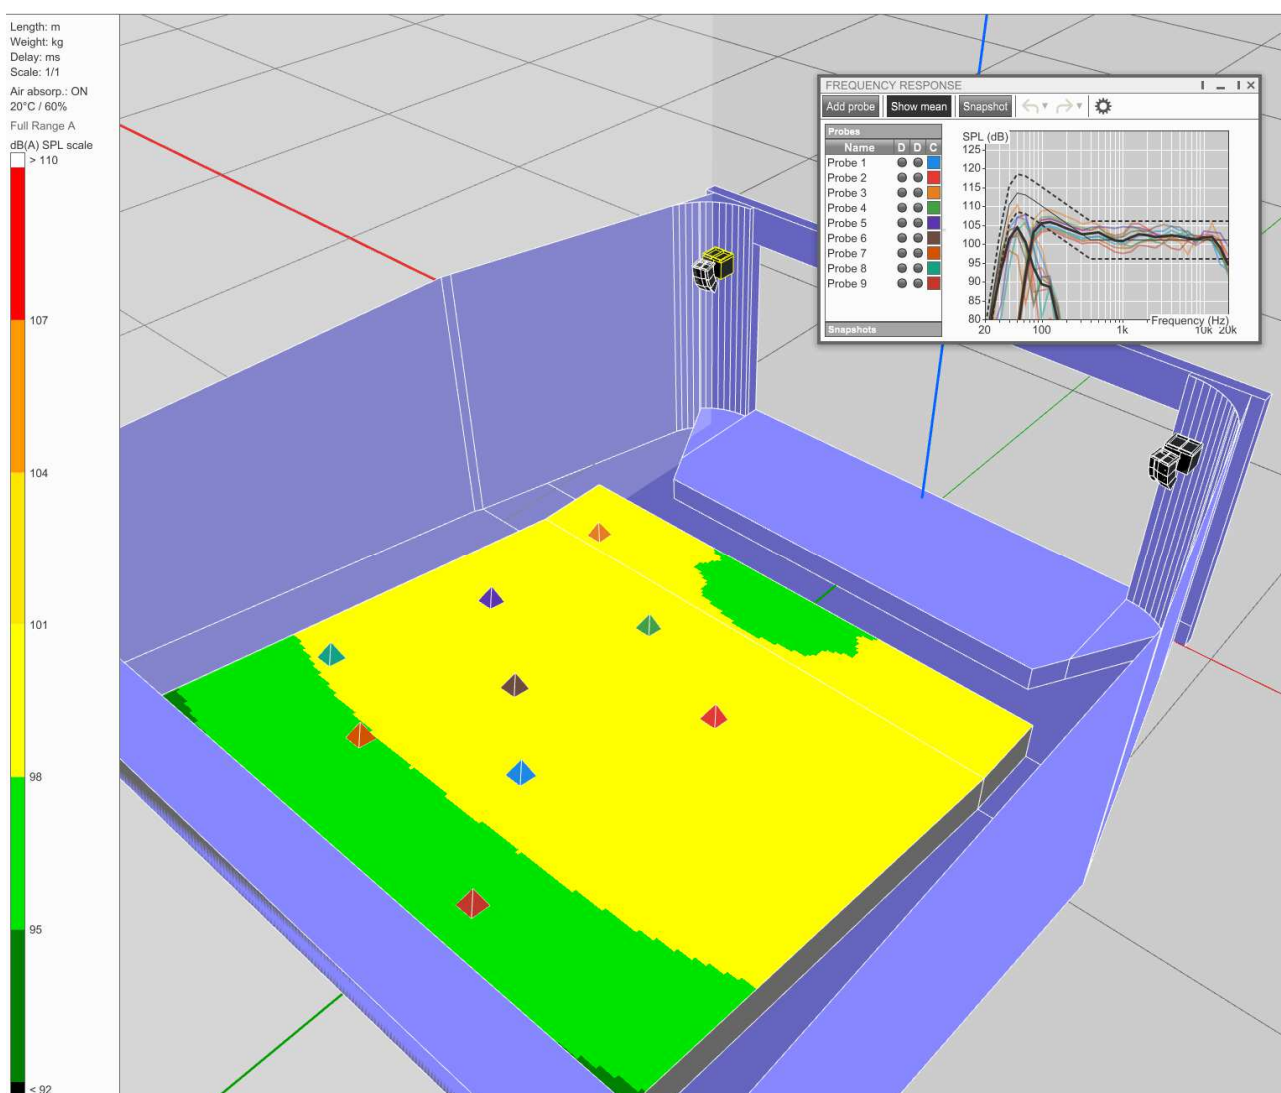 Length: m
Weight: kg
Delay: ms
Scale: 1/1
Air absorp.: ON
20°C / 60%
Full Range A
dB(A) SPL scale
> 110
107
104
101
98
95
< 92
FREQUENCY RESPONSE
Add probe
Show mean
Snapshot
Probes
Name D D C
Probe 1
Probe 2
Probe 3
Probe 4
Probe 5
Probe 6
Probe 7
Probe 8
Probe 9
Snapshots
SPL (dB)
125
120
115
110
105
100
95
90
85
80
Frequency (Hz)
20 100 1k 10k 20k